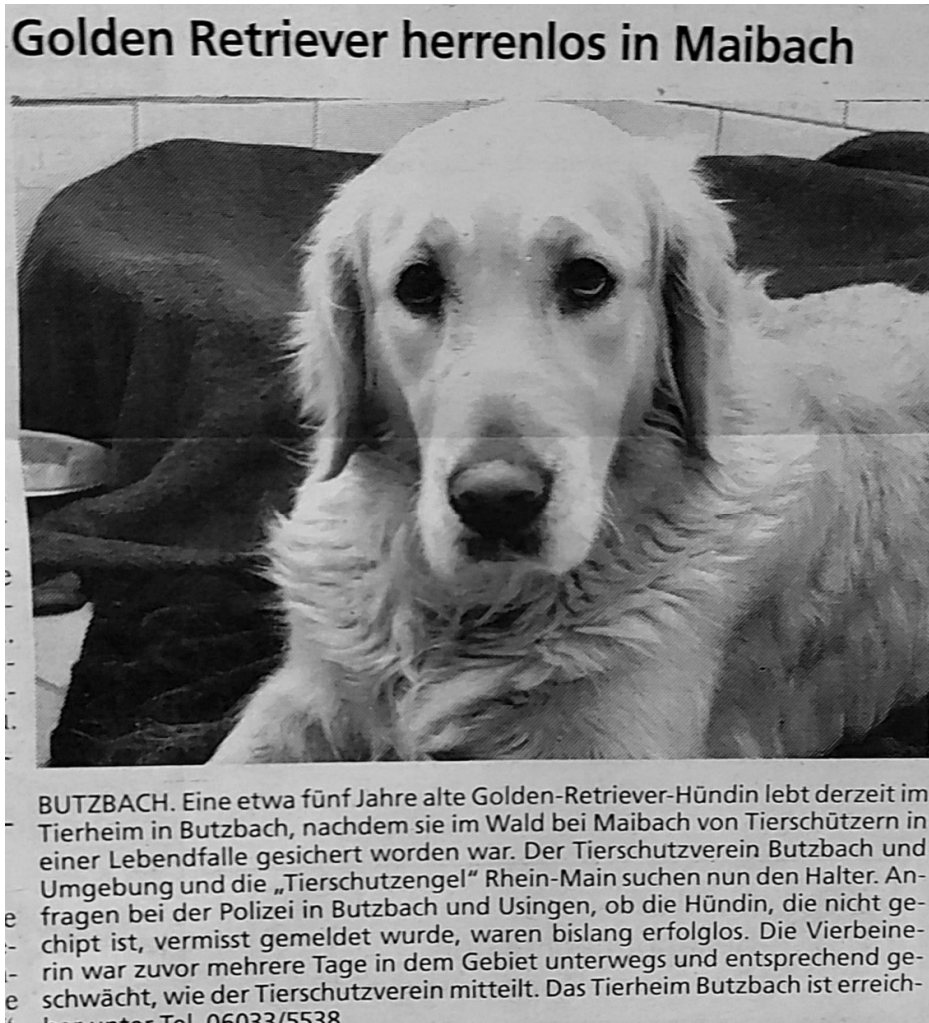 Golden Retriever herrenlos in Maibach
BUTZBACH. Eine etwa fünf Jahre alte Golden-Retriever-Hündin lebt derzeit im
Tierheim in Butzbach, nachdem sie im Wald bei Maibach von Tierschützern in
einer Lebendfalle gesichert worden war. Der Tierschutzverein Butzbach und
Umgebung und die „Tierschutzengel“ Rhein-Main suchen nun den Halter. An-
fragen bei der Polizei in Butzbach und Usingen, ob die Hündin, die nicht ge-
chipt ist, vermisst gemeldet wurde, waren bislang erfolglos. Die Vierbeine-
rin war zuvor mehrere Tage in dem Gebiet unterwegs und entsprechend ge-
schwächt, wie der Tierschutzverein mitteilt. Das Tierheim Butzbach ist erreich-
bar unter Tel. 06033/5538